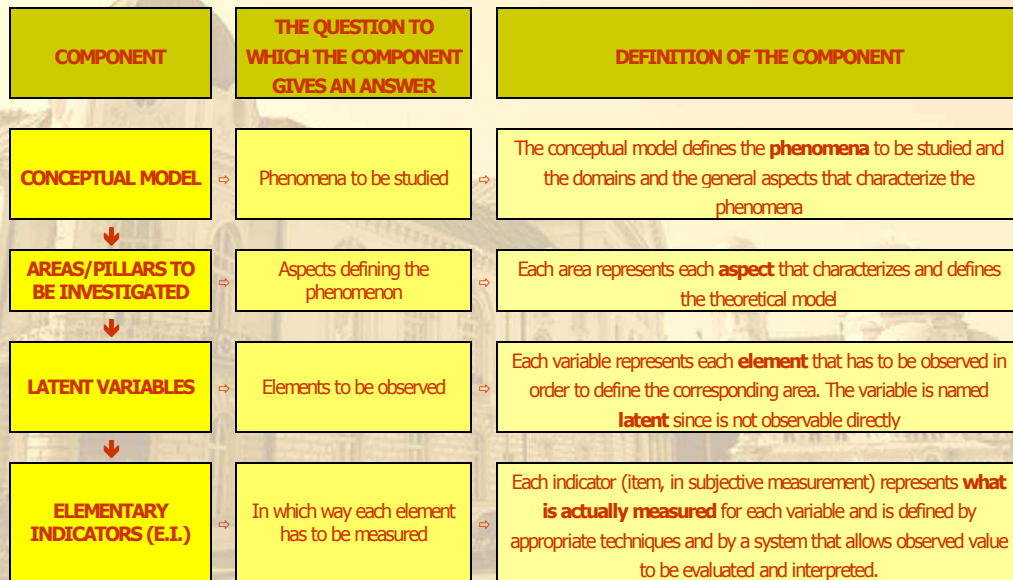 COMPONENT
THE QUESTION TO
WHICH THE COMPONENT
GIVES AN ANSWER
DEFINITION OF THE COMPONENT
CONCEPTUAL MODEL
⇨
Phenomena to be studied
⇨
The conceptual model defines the phenomena to be studied and
the domains and the general aspects that characterize the
phenomena
AREAS/PILLARS TO
BE INVESTIGATED
⇨
Aspects defining the
phenomenon
⇨
Each area represents each aspect that characterizes and defines
the theoretical model
LATENT VARIABLES
⇨
Elements to be observed
⇨
Each variable represents each element that has to be observed in
order to define the corresponding area. The variable is named
latent since is not observable directly
ELEMENTARY
INDICATORS (E.I.)
⇨
In which way each element
has to be measured
⇨
Each indicator (item, in subjective measurement) represents what
is actually measured for each variable and is defined by
appropriate techniques and by a system that allows observed value
to be evaluated and interpreted.